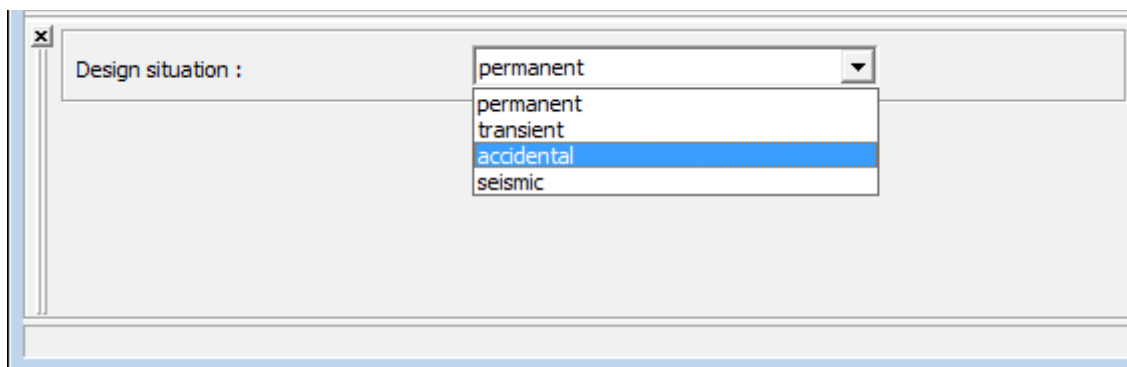 Design situation :
permanent
permanent
transient
accidental
seismic